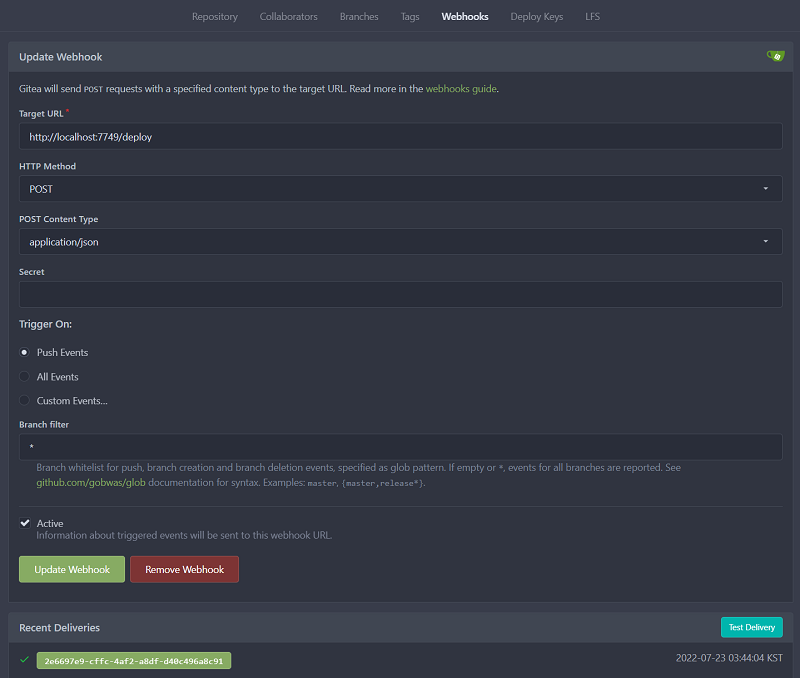 Repository Collaborators Branches Tags Webhooks Deploy Keys LFS
Update Webhook
Gitea will send POST requests with a specified content type to the target URL. Read more in the webhooks guide.
Target URL*
http://localhost:7749/deploy
HTTP Method
POST
POST Content Type
application/json
Secret
Trigger On:
Push Events
All Events
Custom Events...
Branch filter
*
Branch whitelist for push, branch creation and branch deletion events, specified as glob pattern. If empty or *, events for all branches are reported. See
github.com/gobwas/glob documentation for syntax. Examples: master, {master,release*}.
Active
Information about triggered events will be sent to this webhook URL.
Update Webhook Remove Webhook
Recent Deliveries Test Delivery
2e6697e9-cffc-4af2-a8df-d40c496a8c91 2022-07-23 03:44:04 KST